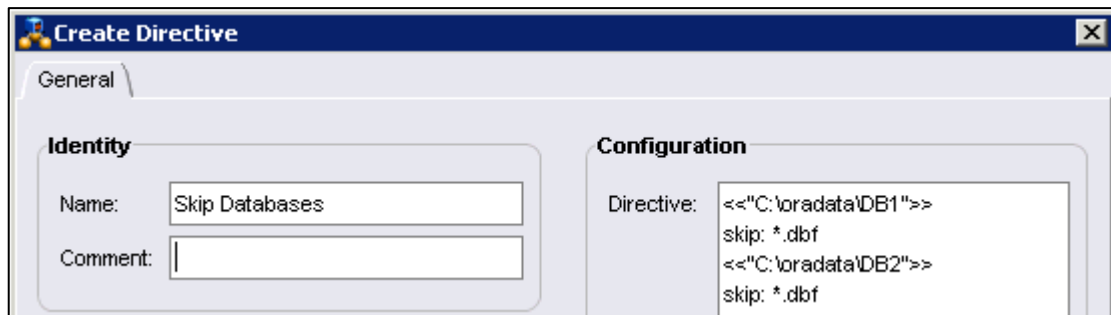 Create Directive
General
Identity
Name: Skip Databases
Comment:
Configuration
Directive: <<"C:\oradata\DB1">>
skip: *.dbf
<<"C:\oradata\DB2">>
skip: *.dbf